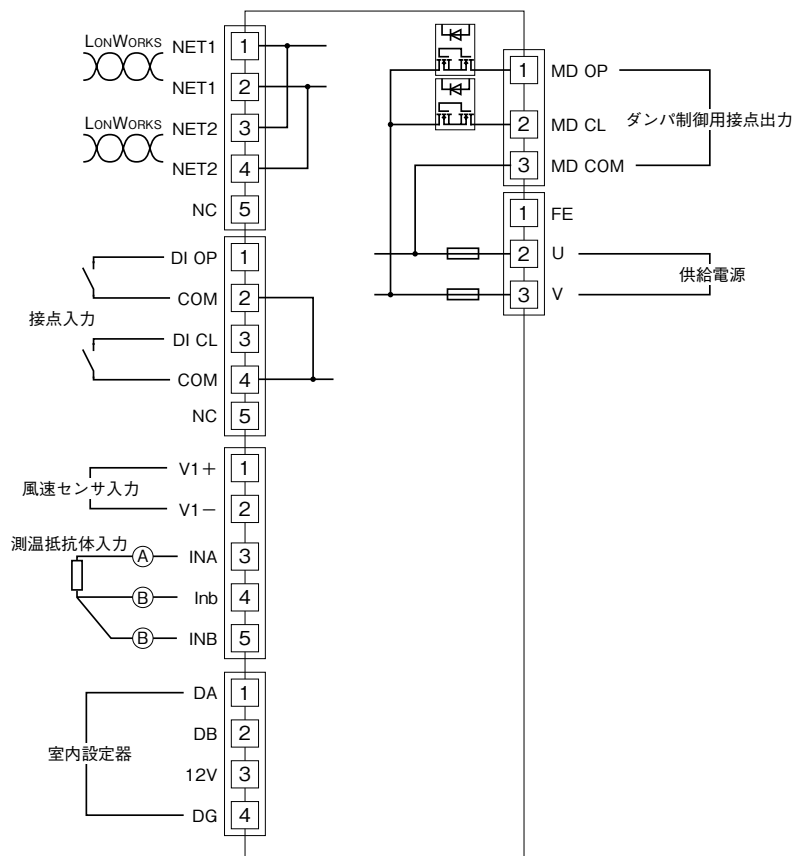 LONWORKS NET1 1
NET1 2
LONWORKS NET2 3
NET2 4
NC 5
DI OP 1
COM 2
接点入力
DI CL 3
COM 4
NC 5
V1＋ 1
風速センサ入力
V1－ 2
測温抵抗体入力
A INA 3
B Inb 4
B INB 5
DA 1
DB 2
室内設定器
12V 3
DG 4
1 MD OP
2 MD CL
ダンパ制御用接点出力
3 MD COM
1 FE
2 U
供給電源
3 V